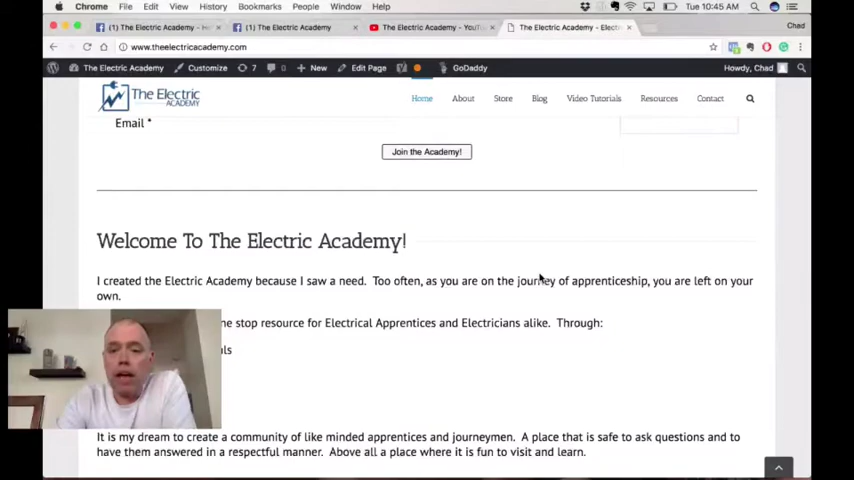 Chrome File Edit View History Bookmarks People Window Help
Tue 10:45 AM
(1) The Electric Academy - H
(1) The Electric Academy
The Electric Academy - YouT
The Electric Academy - Elect
Chad
www.theelectricacademy.com
The Electric Academy Customize 7 0 New Edit Page GoDaddy Howdy, Chad
The Electric
ACADEMY
Home About Store Blog Video Tutorials Resources Contact
Email *
Join the Academy!
Welcome To The Electric Academy!
I created the Electric Academy because I saw a need. Too often, as you are on the journey of apprenticeship, you are left on your
own.
ne stop resource for Electrical Apprentices and Electricians alike. Through:
als
It is my dream to create a community of like minded apprentices and journeymen. A place that is safe to ask questions and to
have them answered in a respectful manner. Above all a place where it is fun to visit and learn.